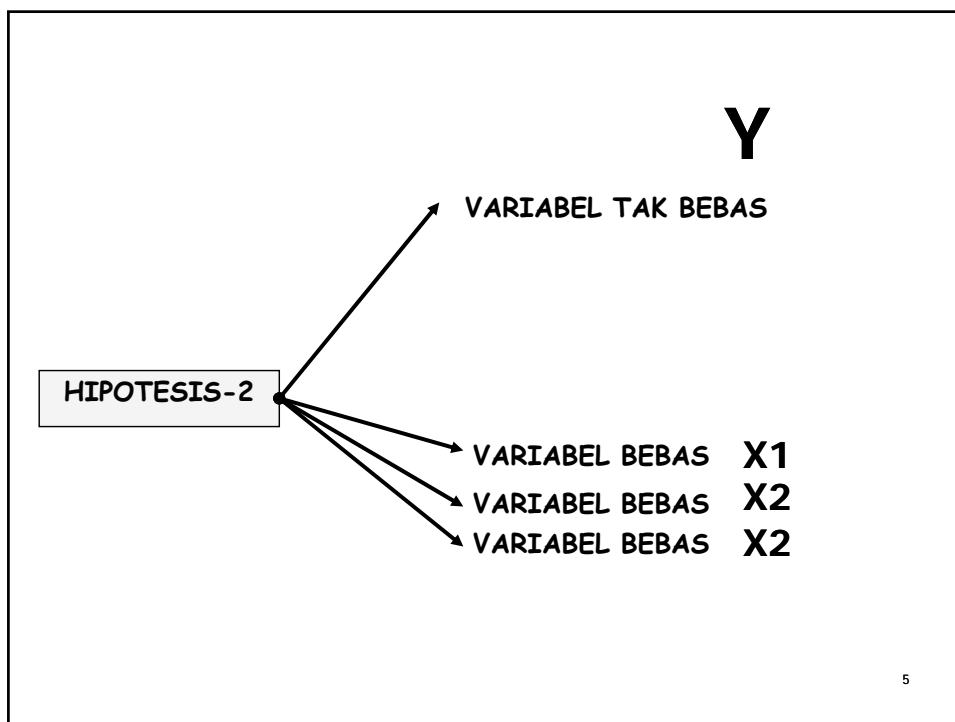 Y
VARIABEL TAK BEBAS
HIPOTESIS-2
VARIABEL BEBAS X1
VARIABEL BEBAS X2
VARIABEL BEBAS X2
5